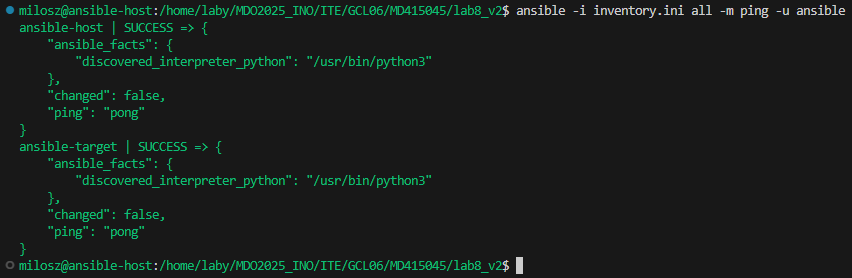 milosz@ansible-host:/home/laby/MDO2025_INO/ITE/GCL06/MD415045/lab8_v2$ ansible -i inventory.ini all -m ping -u ansible
ansible-host | SUCCESS => {
    "ansible_facts": {
        "discovered_interpreter_python": "/usr/bin/python3"
    },
    "changed": false,
    "ping": "pong"
}
ansible-target | SUCCESS => {
    "ansible_facts": {
        "discovered_interpreter_python": "/usr/bin/python3"
    },
    "changed": false,
    "ping": "pong"
}
milosz@ansible-host:/home/laby/MDO2025_INO/ITE/GCL06/MD415045/lab8_v2$